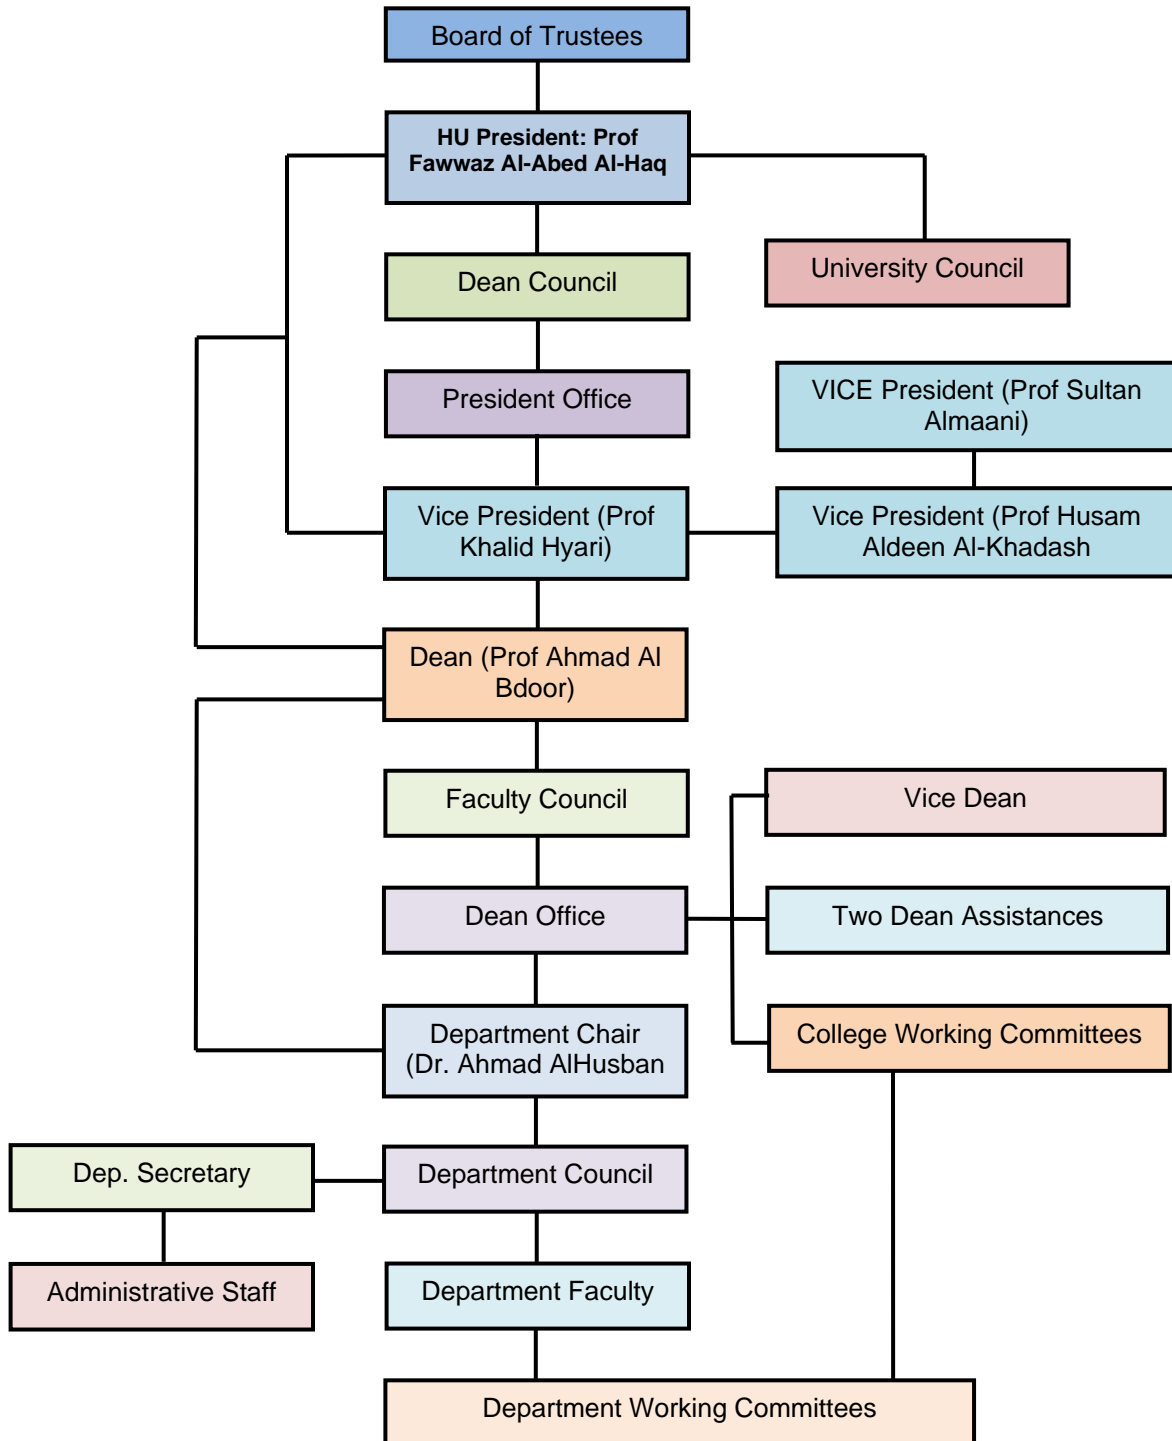 Board of Trustees
HU President: Prof
Fawwaz Al-Abed Al-Haq
University Council
Dean Council
President Office
VICE President (Prof Sultan
Almaani)
Vice President (Prof
Khalid Hyari)
Vice President (Prof Husam
Aldeen Al-Khadash
Dean (Prof Ahmad Al
Bdoor)
Faculty Council
Vice Dean
Dean Office
Two Dean Assistances
Department Chair
(Dr. Ahmad AlHusban
College Working Committees
Dep. Secretary
Department Council
Administrative Staff
Department Faculty
Department Working Committees